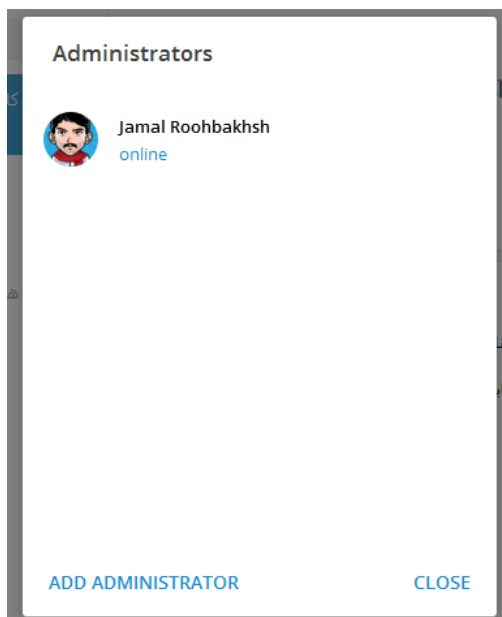 Administrators
Jamal Roohbakhsh
online
ADD ADMINISTRATOR
CLOSE